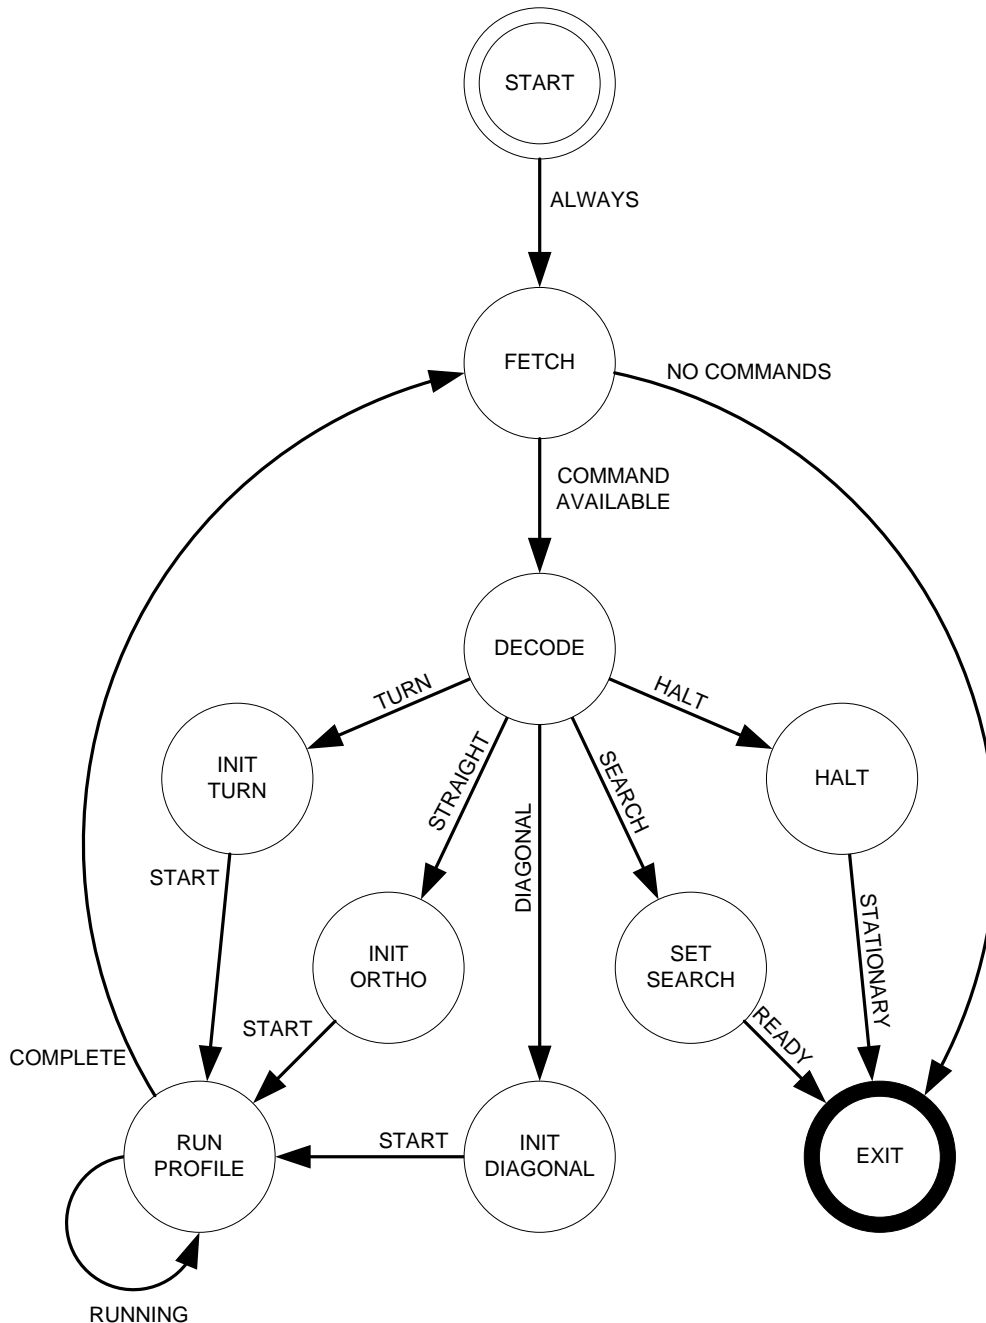 START
ALWAYS
FETCH
NO COMMANDS
COMMAND
AVAILABLE
DECODE
TURN
HALT
STRAIGHT
SEARCH
DIAGONAL
INIT
TURN
HALT
START
STATIONARY
INIT
ORTHO
SET
SEARCH
START
READY
COMPLETE
RUN
PROFILE
START
INIT
DIAGONAL
EXIT
RUNNING